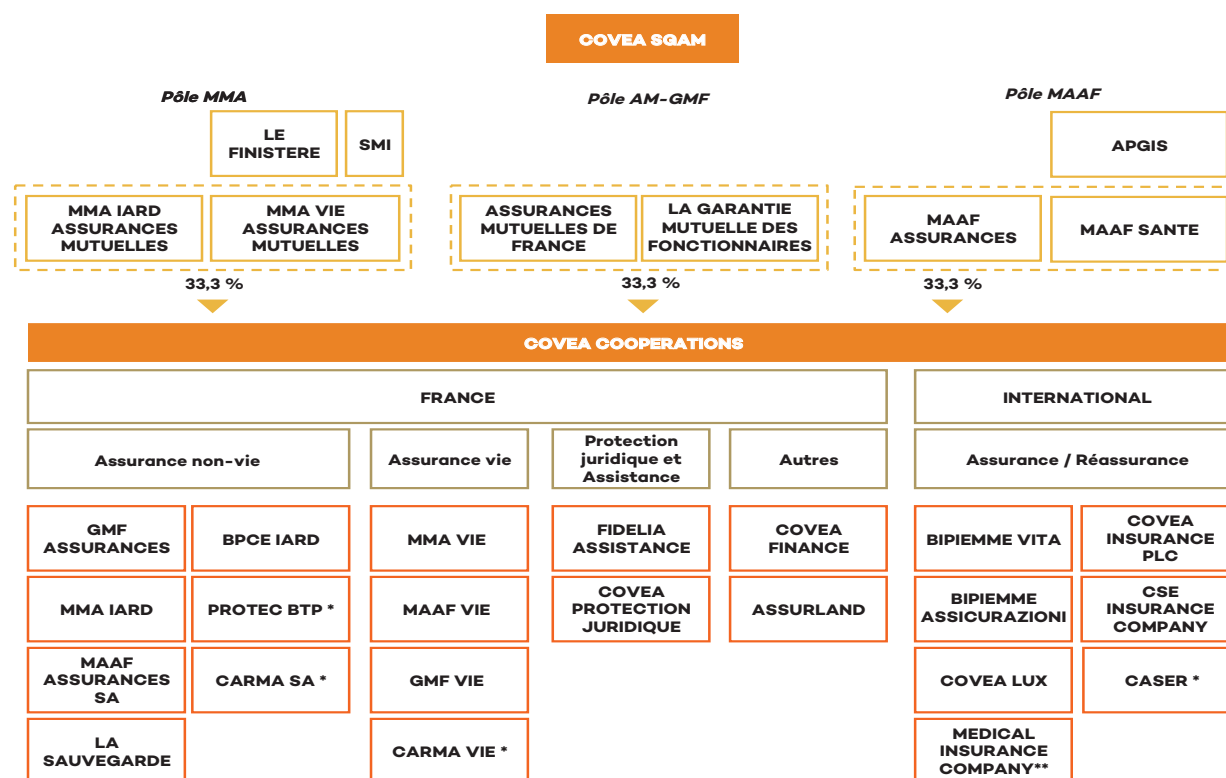 COVEA SGAM
Pôle MMA
Pôle AM-GMF
Pôle MAAF
LE
FINISTERE
SMI
APGIS
MMA IARD
ASSURANCES
MUTUELLES
MMA VIE
ASSURANCES
MUTUELLES
ASSURANCES
MUTUELLES DE
FRANCE
LA GARANTIE
MUTUELLE DES
FONCTIONNAIRES
MAAF
ASSURANCES
MAAF SANTE
33,3 %
33,3 %
33,3 %
COVEA COOPERATIONS
FRANCE
INTERNATIONAL
Assurance non-vie
Assurance vie
Protection
juridique et
Assistance
Autres
Assurance / Réassurance
GMF
ASSURANCES
BPCE IARD
MMA VIE
FIDELIA
ASSISTANCE
COVEA
FINANCE
BIPIEMME VITA
COVEA
INSURANCE
PLC
MMA IARD
PROTEC BTP *
MAAF VIE
COVEA
PROTECTION
JURIDIQUE
ASSURLAND
BIPIEMME
ASSICURAZIONI
CSE
INSURANCE
COMPANY
MAAF
ASSURANCES
SA
CARMA SA *
GMF VIE
COVEA LUX
CASER *
LA
SAUVEGARDE
CARMA VIE *
MEDICAL
INSURANCE
COMPANY**